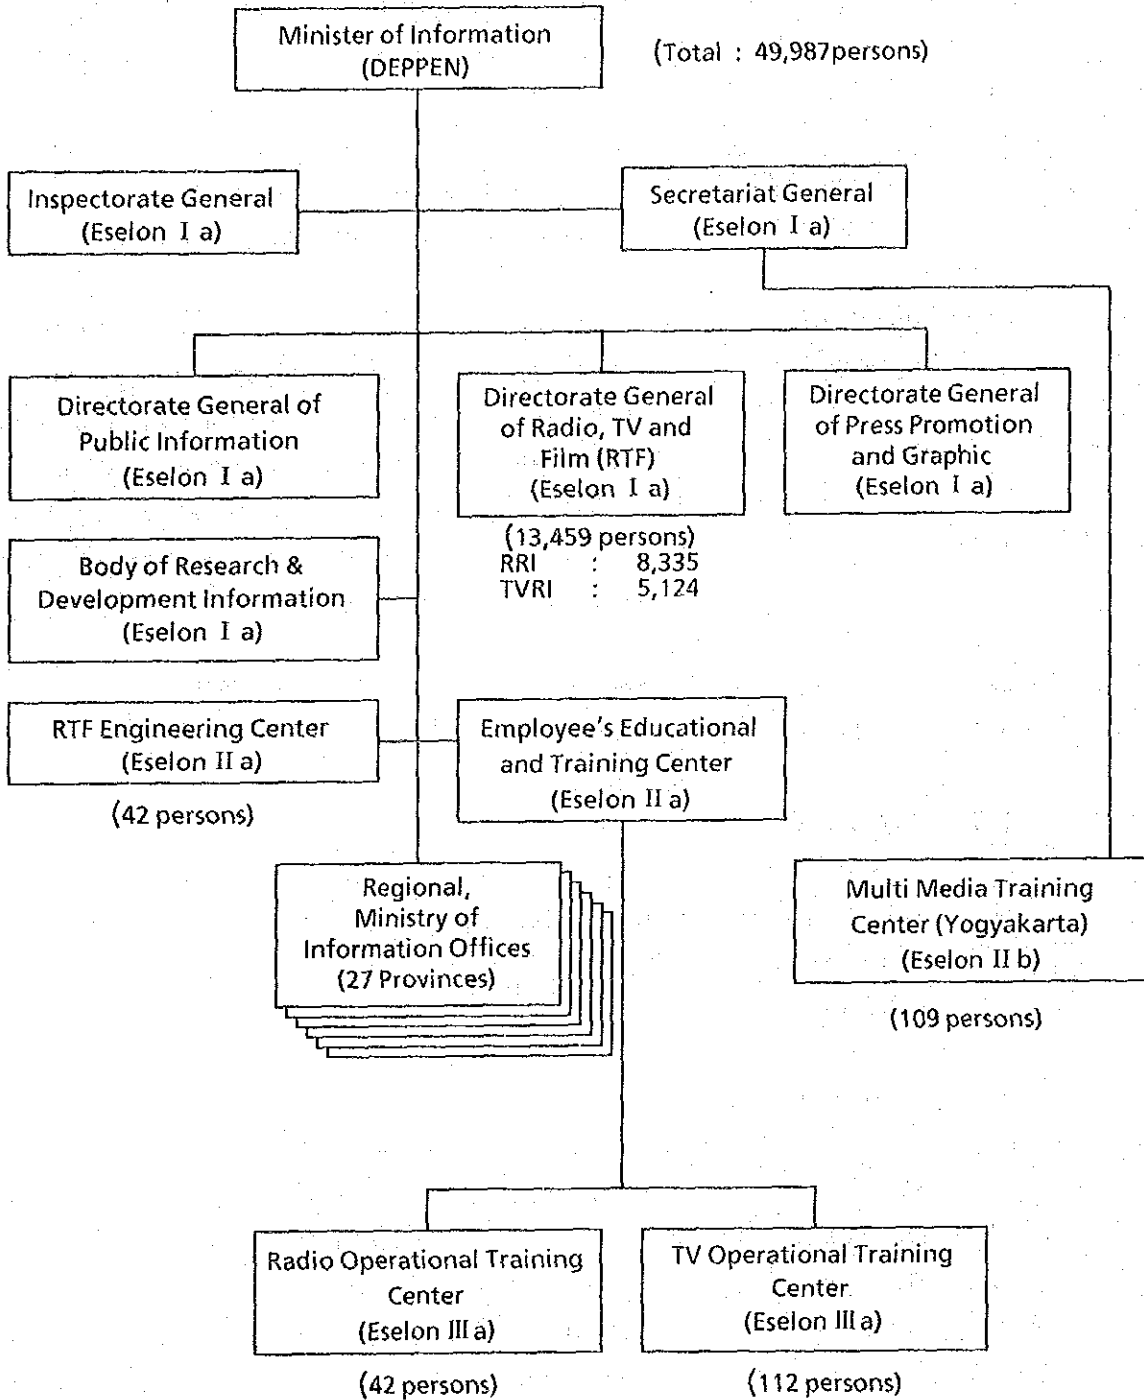 Minister of Information
(DEPPEN)
(Total : 49,987persons)
Inspectorate General
(Eselon I a)
Secretariat General
(Eselon I a)
Directorate General of
Public Information
(Eselon I a)
Directorate General
of Radio, TV and
Film (RTF)
(Eselon I a)
(13,459 persons)
RRI : 8,335
TVRI : 5,124
Directorate General
of Press Promotion
and Graphic
(Eselon I a)
Body of Research &
Development Information
(Eselon I a)
RTF Engineering Center
(Eselon II a)
(42 persons)
Employee's Educational
and Training Center
(Eselon II a)
Regional,
Ministry of
Information Offices
(27 Provinces)
Multi Media Training
Center (Yogyakarta)
(Eselon II b)
(109 persons)
Radio Operational Training
Center
(Eselon III a)
(42 persons)
TV Operational Training
Center
(Eselon III a)
(112 persons)